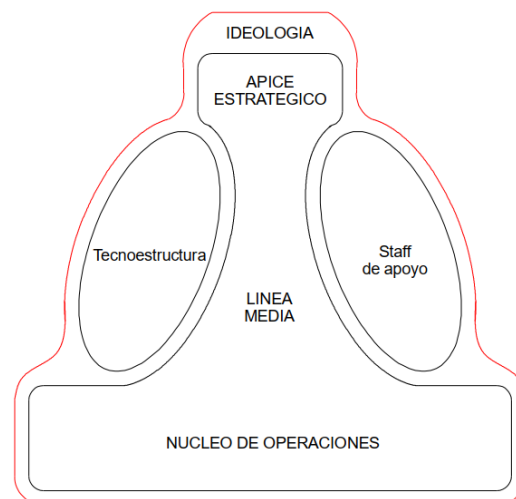 IDEOLOGIA
APICE
ESTRATEGICO
Tecnoestructura
Staff
de apoyo
LINEA
MEDIA
NUCLEO DE OPERACIONES